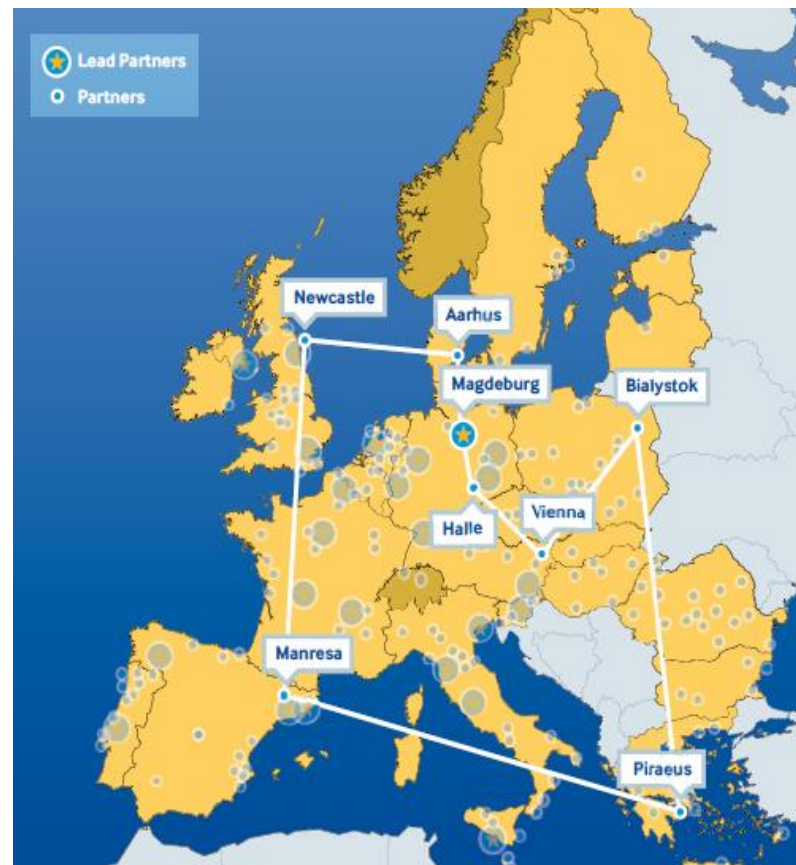 Lead Partners
Partners
Newcastle
Aarhus
Magdeburg
Bialystok
Halle
Vienna
Manresa
Piraeus